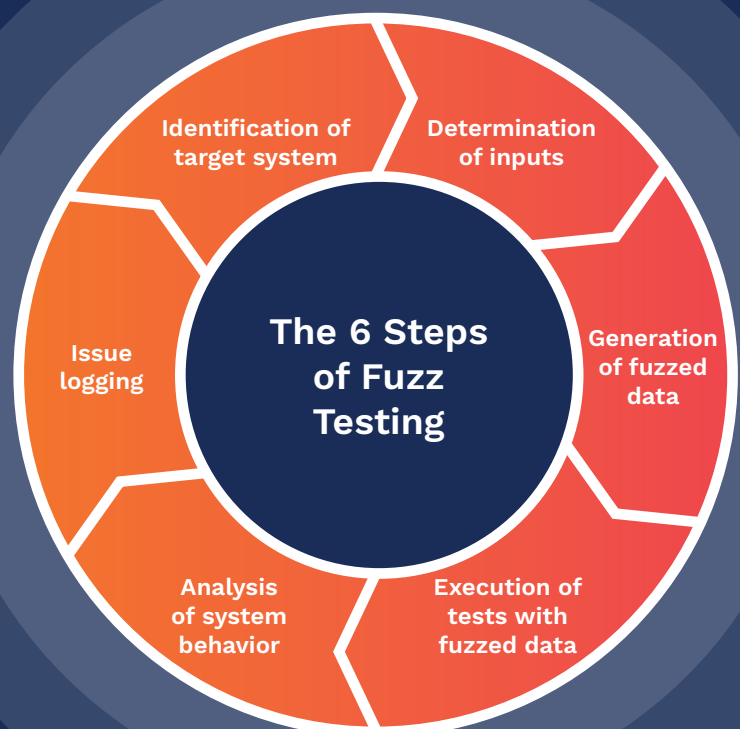 The 6 Steps
of Fuzz
Testing
Identification of
target system
Determination
of inputs
Generation
of fuzzed
data
Execution of
tests with
fuzzed data
Analysis
of system
behavior
Issue
logging